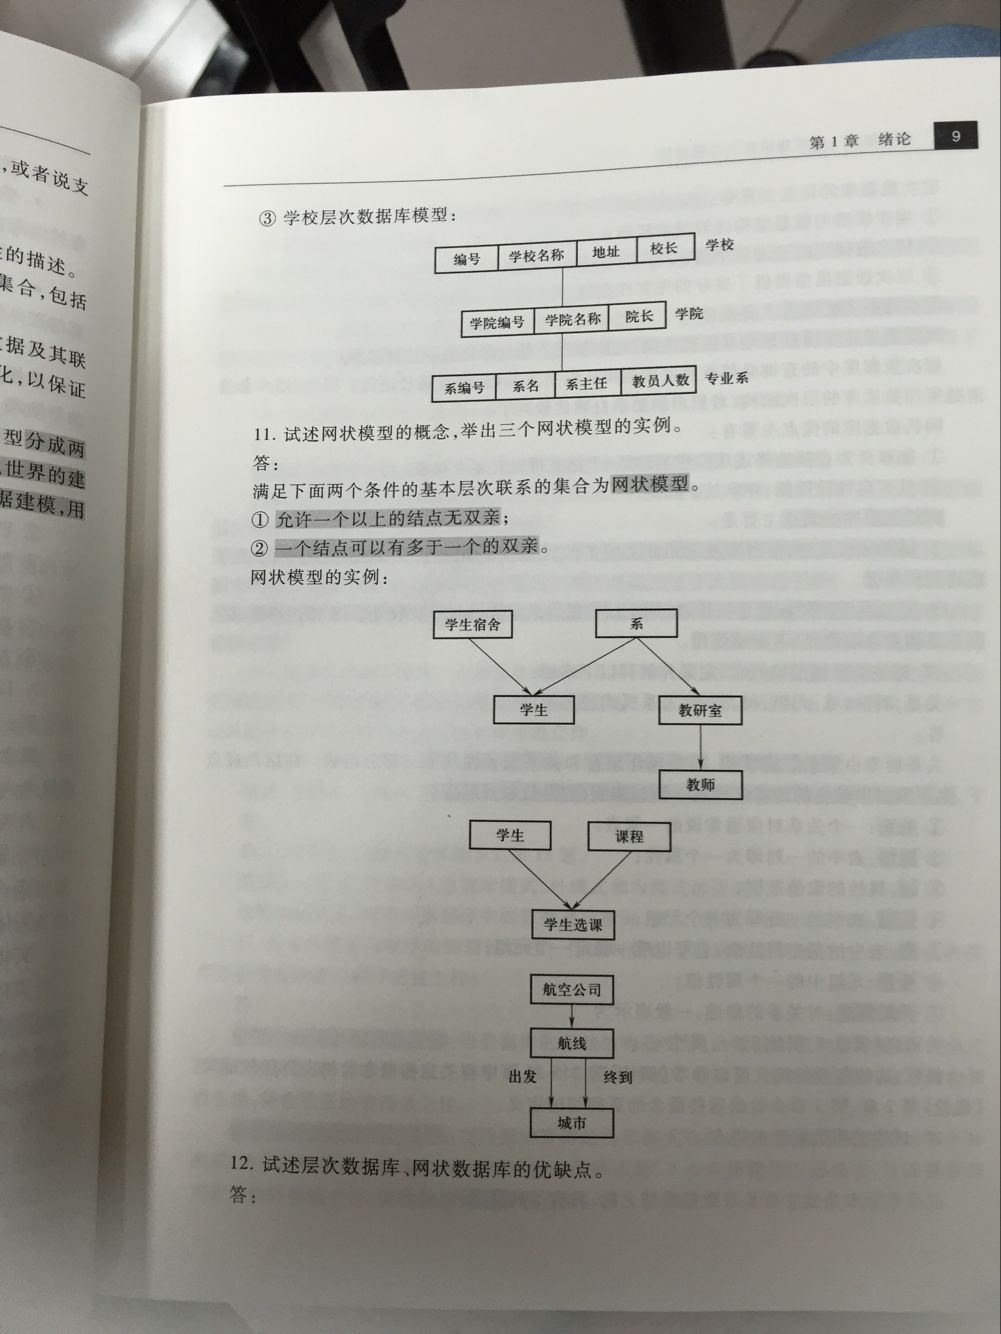 ,或者说支
的描述。
集合,包括
据及其联
化,以保证
型分成两
世界的建
据建模,用
第1章 绪论 9
③ 学校层次数据库模型:
编号 学校名称 地址 校长 学校
学院编号 学院名称 院长 学院
系编号 系名 系主任 教员人数 专业系
11. 试述网状模型的概念,举出三个网状模型的实例。
答:
满足下面两个条件的基本层次联系的集合为网状模型。
① 允许一个以上的结点无双亲;
② 一个结点可以有多于一个的双亲。
网状模型的实例:
学生宿舍 系
学生 教研室
教师
学生 课程
学生选课
航空公司
航线
出发 终到
城市
12. 试述层次数据库、网状数据库的优缺点。
答: